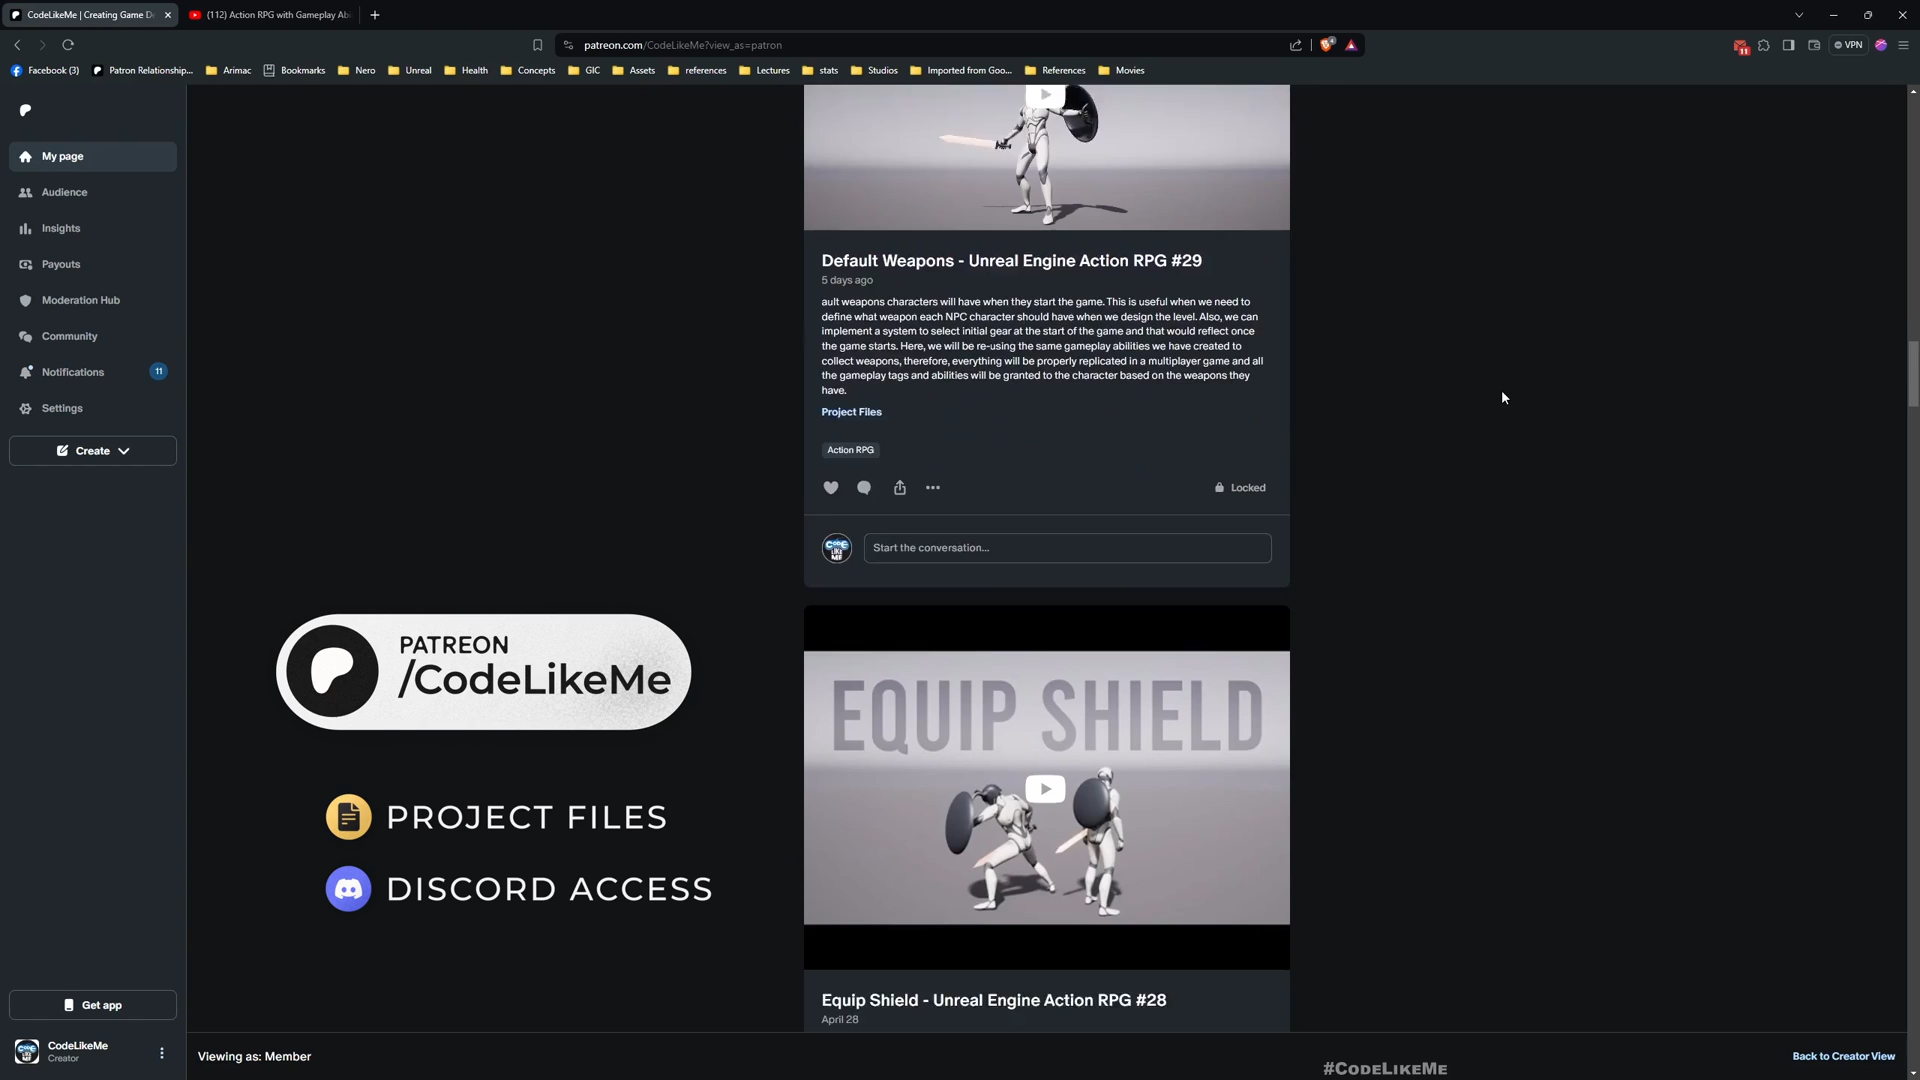 CodeLikeMe | Creating Game D
(112) Action RPG with Gameplay Abi
patreon.com/CodeLikeMe?view_as=patron
4
11
VPN
Facebook (3)
Patron Relationship...
Arimac
Bookmarks
Nero
Unreal
Health
Concepts
GIC
Assets
references
Lectures
stats
Studios
Imported from Goo...
References
Movies
My page
Audience
Insights
Payouts
Moderation Hub
Community
Notifications
11
Settings
Create
Default Weapons - Unreal Engine Action RPG #29
5 days ago
ault weapons characters will have when they start the game. This is useful when we need to
define what weapon each NPC character should have when we design the level. Also, we can
implement a system to select initial gear at the start of the game and that would reflect once
the game starts. Here, we will be re-using the same gameplay abilities we have created to
collect weapons, therefore, everything will be properly replicated in a multiplayer game and all
the gameplay tags and abilities will be granted to the character based on the weapons they
have.
Project Files
Action RPG
Locked
CODE
LIKE
ME
Start the conversation...
PATREON
/CodeLikeMe
PROJECT FILES
DISCORD ACCESS
EQUIP SHIELD
Equip Shield - Unreal Engine Action RPG #28
April 28
Get app
CodeLikeMe
Creator
Viewing as: Member
#CodeLikeMe
Back to Creator View